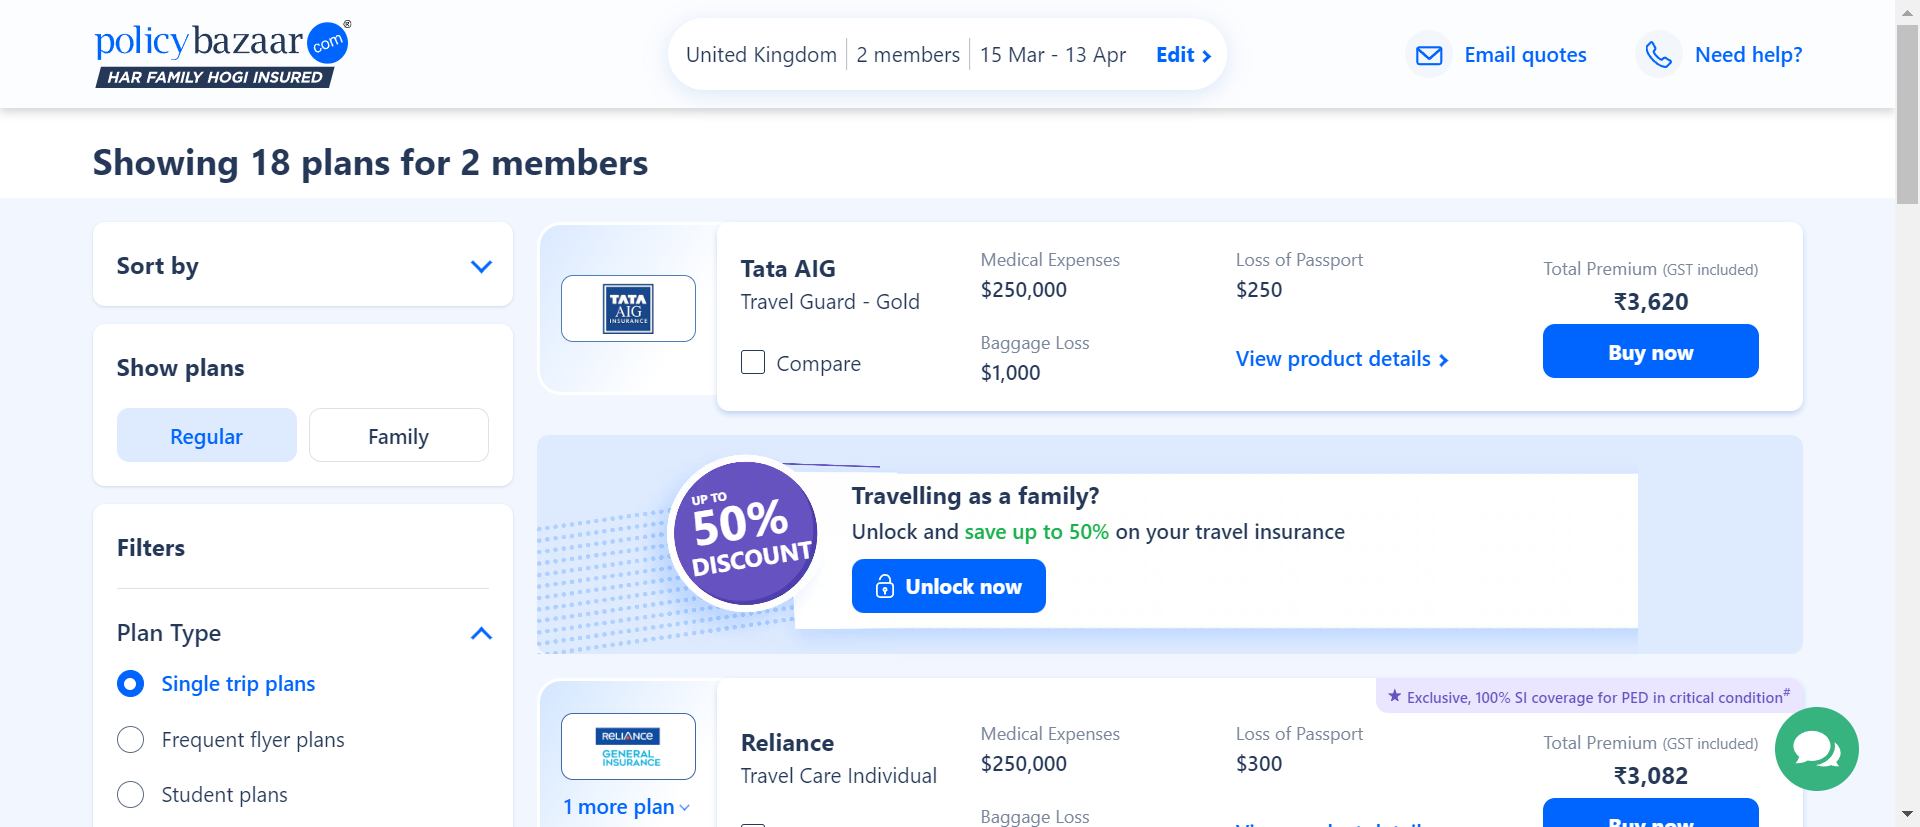 policybazaar.com®
HAR FAMILY HOGI INSURED
United Kingdom 2 members 15 Mar - 13 Apr Edit
Email quotes
Need help?
Showing 18 plans for 2 members
Sort by
Show plans
Regular Family
Filters
Plan Type
Single trip plans
Frequent flyer plans
Student plans
TATA
AIG
INSURANCE
Tata AIG
Travel Guard - Gold
Compare
Medical Expenses
$250,000
Baggage Loss
$1,000
Loss of Passport
$250
View product details
Total Premium (GST included)
₹3,620
Buy now
UP TO
50%
DISCOUNT
Travelling as a family?
Unlock and save up to 50% on your travel insurance
Unlock now
Exclusive, 100% SI coverage for PED in critical condition#
RELIANCE
GENERAL
INSURANCE
1 more plan
Reliance
Travel Care Individual
Medical Expenses
$250,000
Baggage Loss
Loss of Passport
$300
Total Premium (GST included)
₹3,082
Buy now